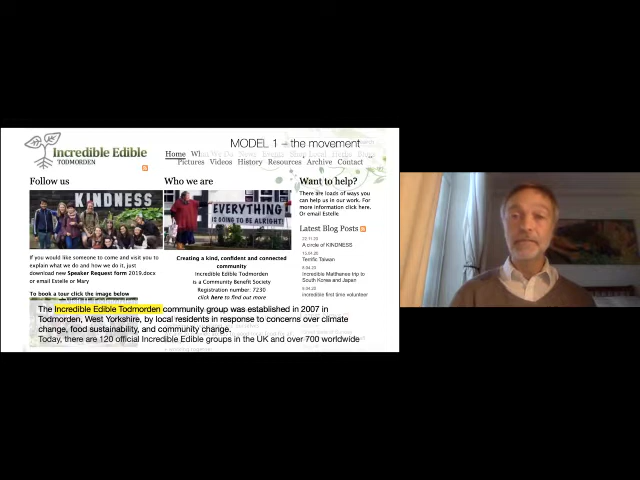 MODEL 1 – the movement
Incredible Edible
TODMORDEN
Home
Pictures Videos History Resources Archive Contact
Follow us
Who we are
Want to help?
KINDNESS
EVERYTHING
IS GOING TO BE ALRIGHT!
There are loads of ways you
can help us in our work. For
more information click here.
Or email Estelle
Latest Blog Posts
22.11.20
A circle of KINDNESS
Terrific Taiwan
Incredible Matthenes trip to
South Korea and Japan
incredible first time volunteer
If you would like someone to come and visit you to
explain what we do and how we do it, just
download new Speaker Request form 2019.docx
or email Estelle or Mary
To book a tour click the image below
Creating a kind, confident and connected
community
Incredible Edible Todmorden
is a Community Benefit Society
Registration number: 7230
click here to find out more
The Incredible Edible Todmorden community group was established in 2007 in
Todmorden, West Yorkshire, by local residents in response to concerns over climate
change, food sustainability, and community change.
Today, there are 120 official Incredible Edible groups in the UK and over 700 worldwide